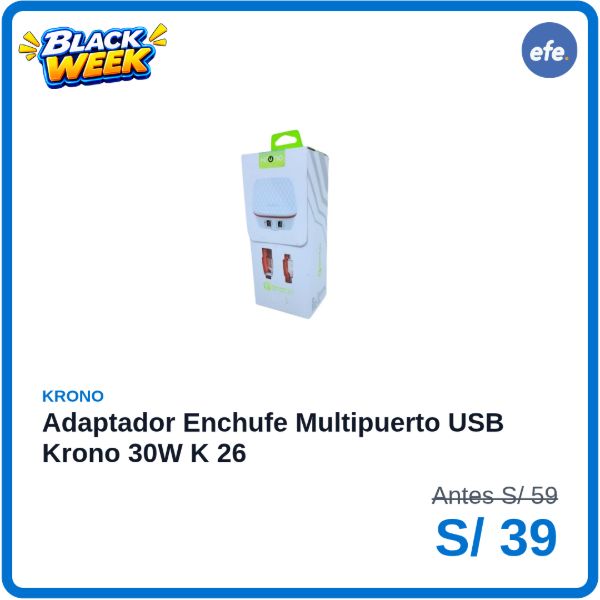 BLACK
WEEK
efe.
KRONO
Adaptador Enchufe Multipuerto USB
Krono 30W K 26
Antes S/ 59
S/ 39